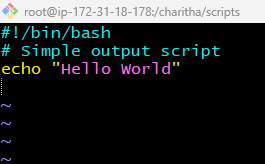 root@ip-172-31-18-178:/charitha/scripts
#!/bin/bash
# Simple output script
echo "Hello World"
~
~
~
~